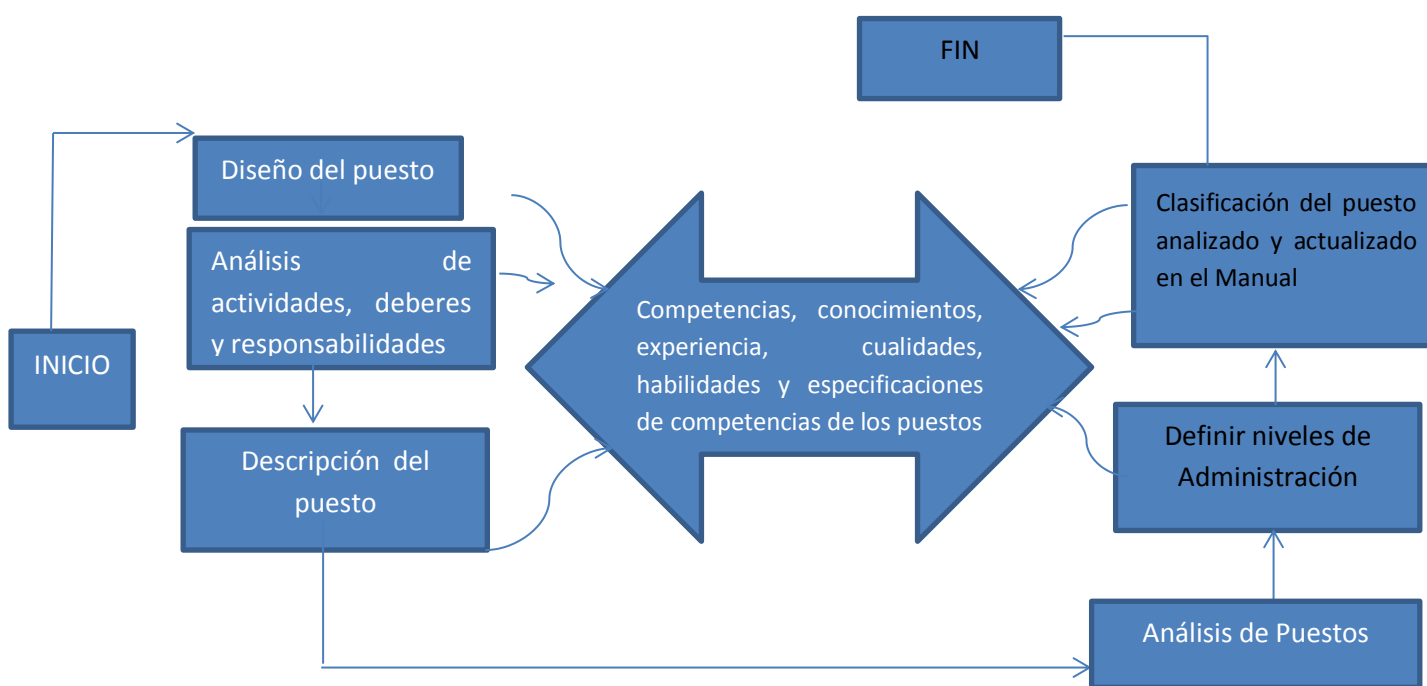 FIN
Diseño del puesto
Análisis de
actividades, deberes
y responsabilidades
INICIO
Descripción del
puesto
Competencias, conocimientos,
experiencia, cualidades,
habilidades y especificaciones
de competencias de los puestos
Clasificación del puesto
analizado y actualizado
en el Manual
Definir niveles de
Administración
Análisis de Puestos